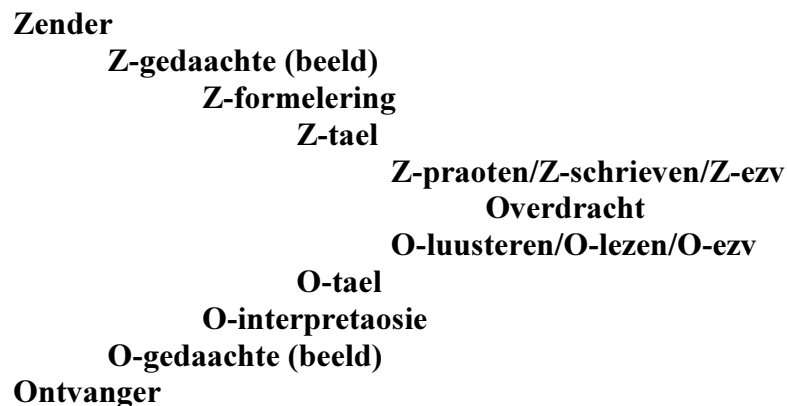 Zender
Z-gedaachte (beeld)
Z-formelering
Z-tael
Z-praoten/Z-schrieven/Z-ezv
Overdracht
O-luusteren/O-lezen/O-ezv
O-tael
O-interpretaosie
O-gedaachte (beeld)
Ontvanger